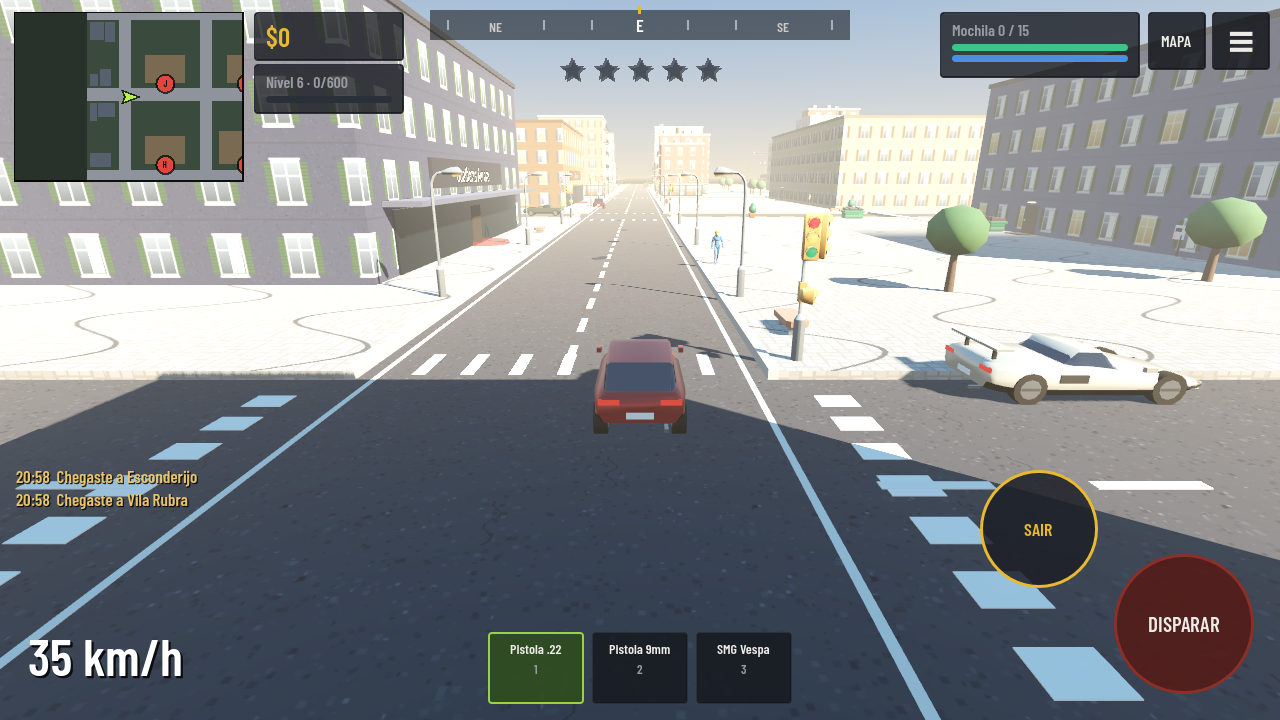 J
H
$0
Nível 6 · 0/600
NE
E
SE
Mochila 0 / 15
MAPA
20:58 Chegaste a Esconderijo
20:58 Chegaste a Vila Rubra
35 km/h
Pistola .22
1
Pistola 9mm
2
SMG Vespa
3
SAIR
DISPARAR